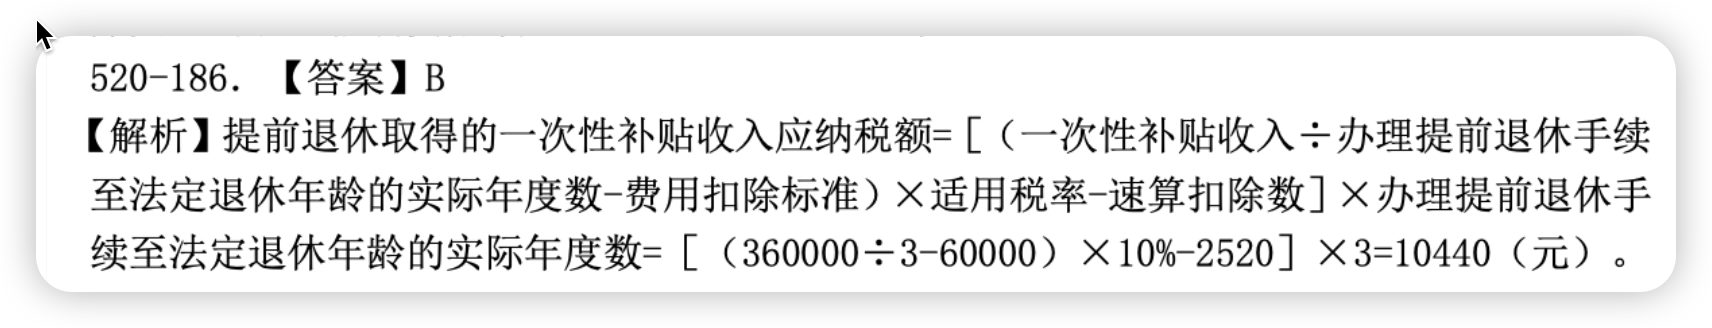 520-186. 【答案】B
【解析】提前退休取得的一次性补贴收入应纳税额=[（一次性补贴收入÷办理提前退休手续
至法定退休年龄的实际年度数-费用扣除标准）×适用税率-速算扣除数]×办理提前退休手
续至法定退休年龄的实际年度数=[（360000÷3-60000）×10%-2520]×3=10440（元）。